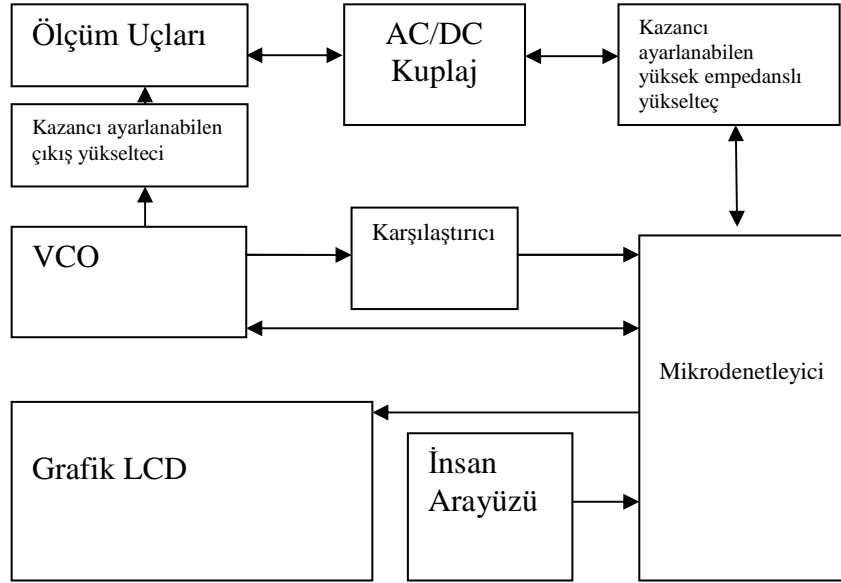 Ölçüm Uçları
AC/DC
Kuplaj
Kazancı
ayarlanabilen
yüksek empedanslı
yükselteç
Kazancı ayarlanabilen
çıkış yükselteci
VCO
Karşılaştırıcı
Mikrodenetleyici
Grafik LCD
İnsan
Arayüzü